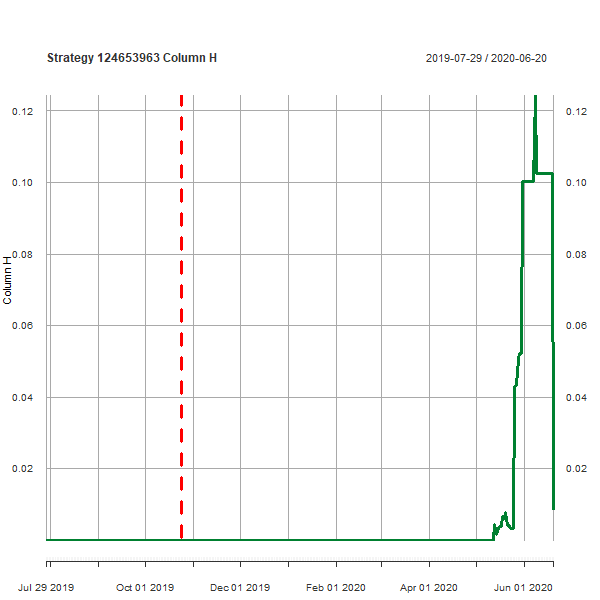 Strategy 124653963 Column H
2019-07-29 / 2020-06-20
0.12
0.12
0.10
0.10
0.08
0.08
Column H
0.06
0.06
0.04
0.04
0.02
0.02
Jul 29 2019
Oct 01 2019
Dec 01 2019
Feb 01 2020
Apr 01 2020
Jun 01 2020